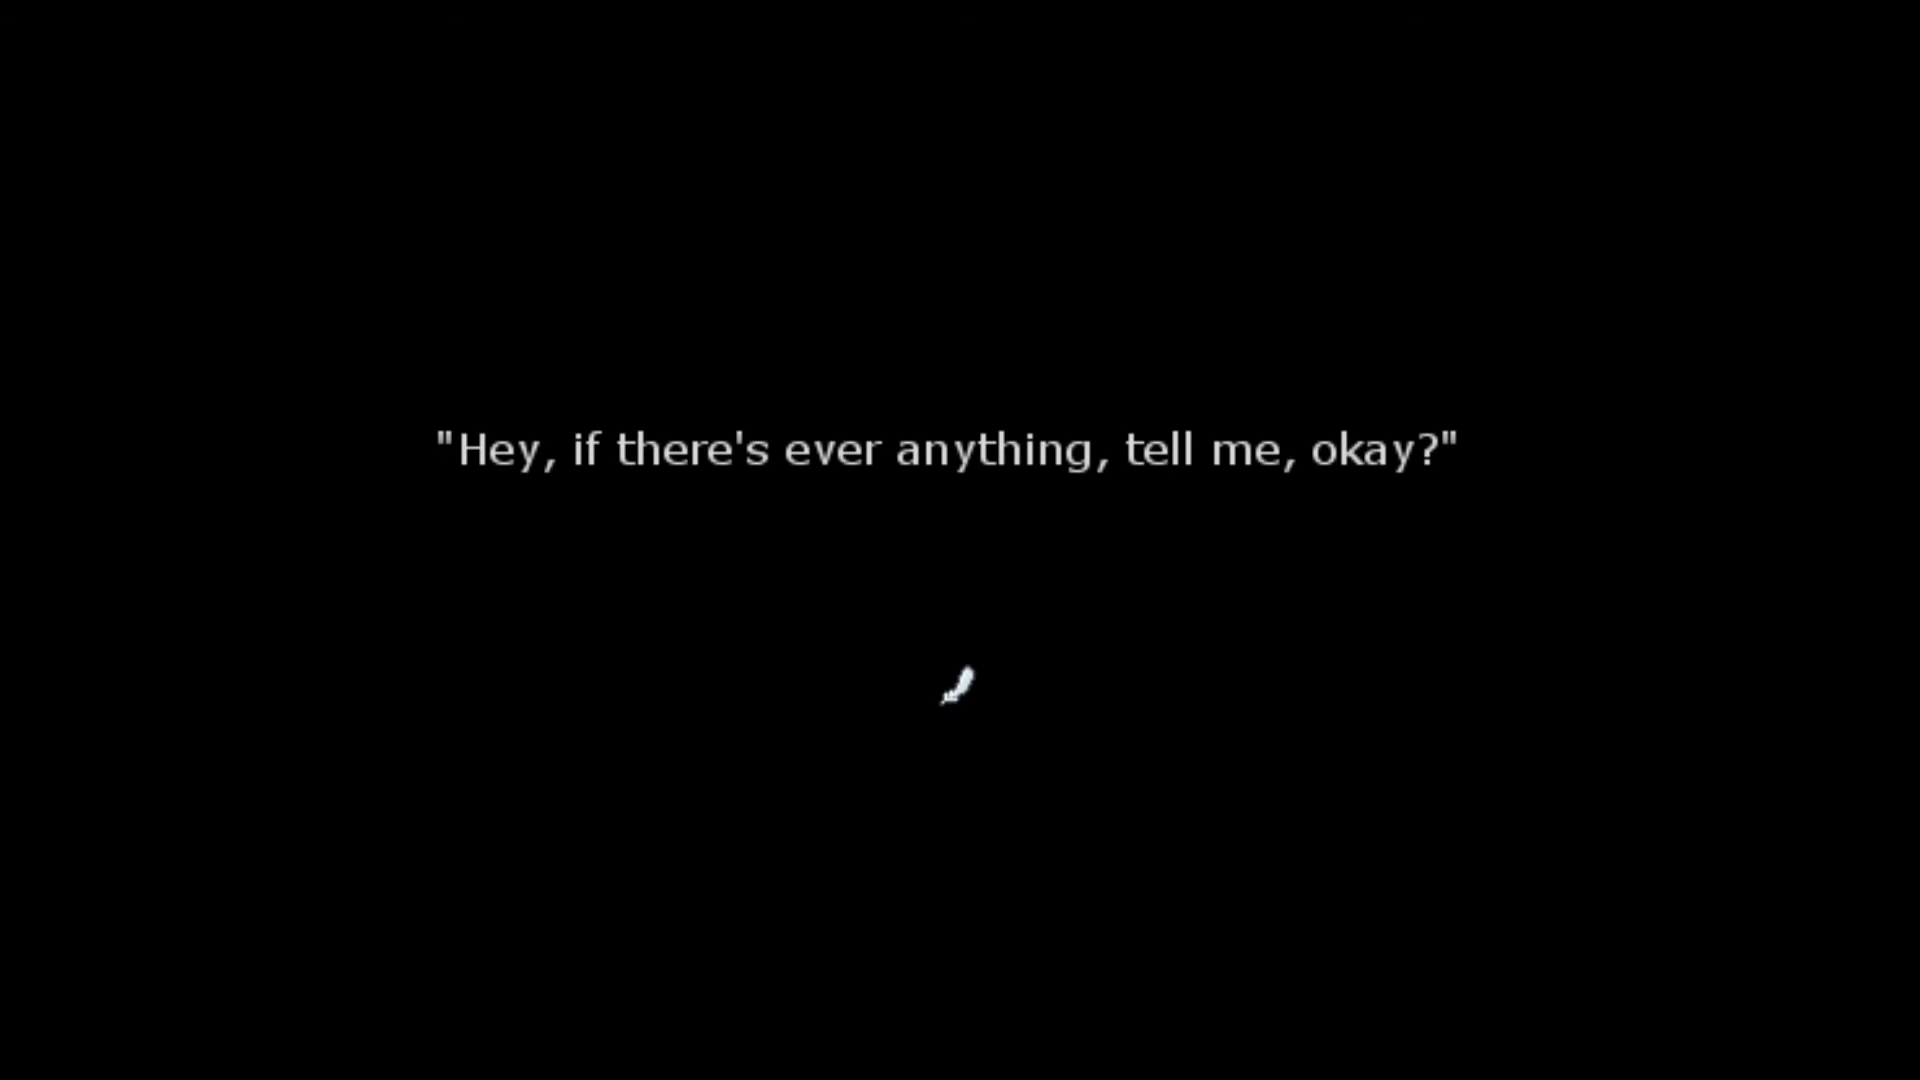 "Hey, if there's ever anything, tell me, okay?"